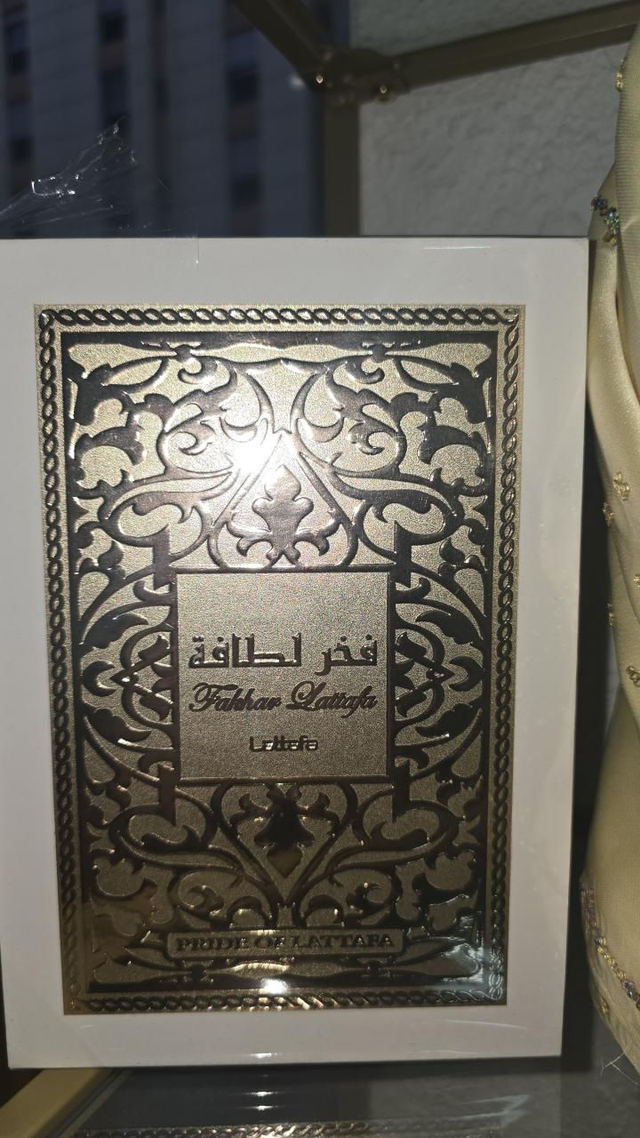 فخر لطافة
Fakhar Lattafa
Lattafa
PRIDE OF LATTAFA